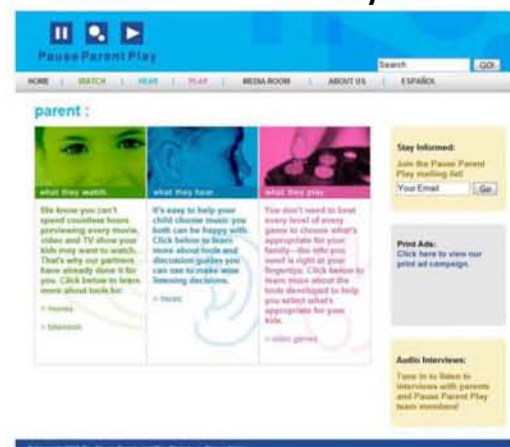 Pause Parent Play
Search GO!
HOME | WATCH | HEAR | PLAY | MEDIA ROOM | ABOUT US | ESPAÑOL
parent :
what they watch
We know you can't
spend countless hours
previewing every movie,
video and TV show your
kids may want to watch.
That's why our partners
have already done it for
you. Click below to learn
more about tools for:
> movies
> television
what they hear
It's easy to help your
child choose music you
both can be happy with.
Click below to learn
more about tools and
discussion guides you
can use to make wise
listening decisions.
> music
what they play
You don't need to beat
every level of every
game to choose what's
appropriate for your
family—the info you
need is right at your
fingertips. Click below to
learn more about the
tools developed to help
you select what's
appropriate for your
kids.
> video games
Stay Informed:
Join the Pause Parent
Play mailing list!
Your Email Go
Print Ads:
Click here to view our
print ad campaign.
Audio Interviews:
Tune in to listen to
interviews with parents
and Pause Parent Play
team members!